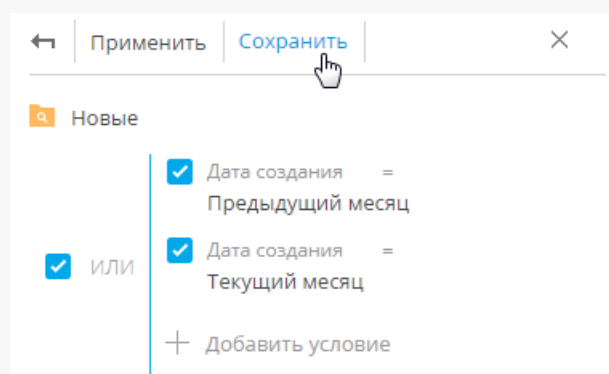 Применить Сохранить
Новые
Дата создания =
Предыдущий месяц
ИЛИ
Дата создания =
Текущий месяц
Добавить условие